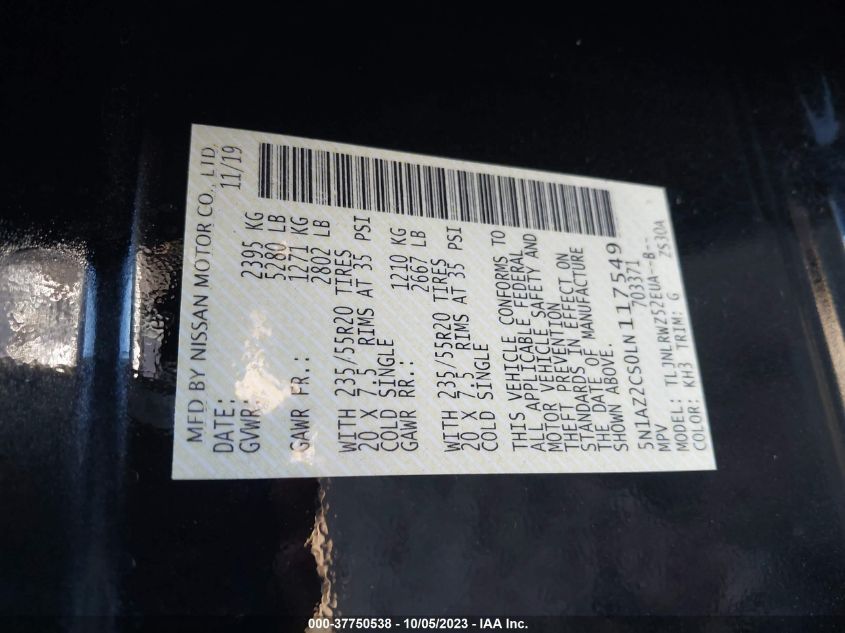 MFD BY NISSAN MOTOR CO., LTD.
DATE: 11/19
GVWR: 2395 KG
5280 LB
GAWR FR.: 1271 KG
2802 LB
WITH 235/55R20 TIRES
20 X 7.5 RIMS AT 35 PSI
COLD SINGLE
GAWR RR.: 1210 KG
2667 LB
WITH 235/55R20 TIRES
20 X 7.5 RIMS AT 35 PSI
COLD SINGLE
THIS VEHICLE CONFORMS TO
ALL APPLICABLE FEDERAL
MOTOR VEHICLE SAFETY AND
THEFT PREVENTION
STANDARDS IN EFFECT ON
THE DATE OF MANUFACTURE
SHOWN ABOVE.
5N1AZ2CS0LN117549
MPV 703371
MODEL: TLJNLRWZ52EUA--B--
COLOR: KH3 TRIM: G ZS30A
000-37750538 - 10/05/2023 - IAA Inc.